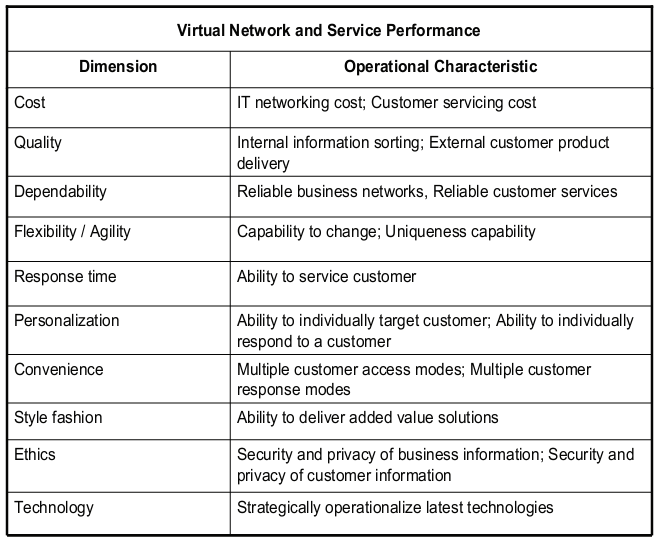 Virtual Network and Service Performance
Dimension Operational Characteristic
Cost IT networking cost; Customer servicing cost
Quality Internal information sorting; External customer product
delivery
Dependability Reliable business networks, Reliable customer services
Flexibility / Agility Capability to change; Uniqueness capability
Response time Ability to service customer
Personalization Ability to individually target customer; Ability to individually
respond to a customer
Convenience Multiple customer access modes; Multiple customer
response modes
Style fashion Ability to deliver added value solutions
Ethics Security and privacy of business information; Security and
privacy of customer information
Technology Strategically operationalize latest technologies